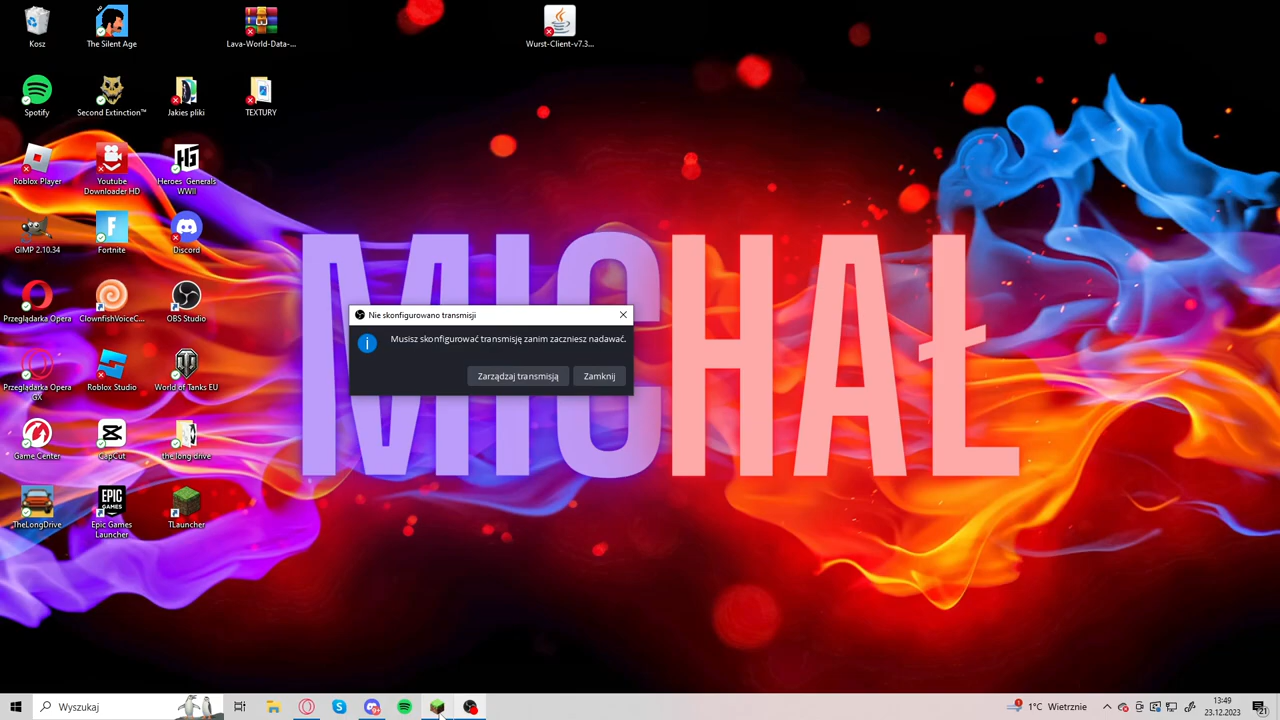 Kosz
The Silent Age
Lava-World-Data-...
Wurst-Client-v7.3...
Spotify
Second Extinction™
Jakies pliki
TEXTURY
Roblox Player
Youtube
Downloader HD
Heroes Generals
WWII
GIMP 2.10.34
Fortnite
Discord
Przeglądarka Opera
ClownfishVoiceC...
OBS Studio
Przeglądarka Opera
GX
Roblox Studio
World of Tanks EU
Game Center
CapCut
the long drive
TheLongDrive
Epic Games
Launcher
TLauncher
MICHAŁ
Nie skonfigurowano transmisji
Musisz skonfigurować transmisję zanim zaczniesz nadawać.
Zarządzaj transmisją
Zamknij
Wyszukaj
1°C Wietrznie
13:49
23.12.2023